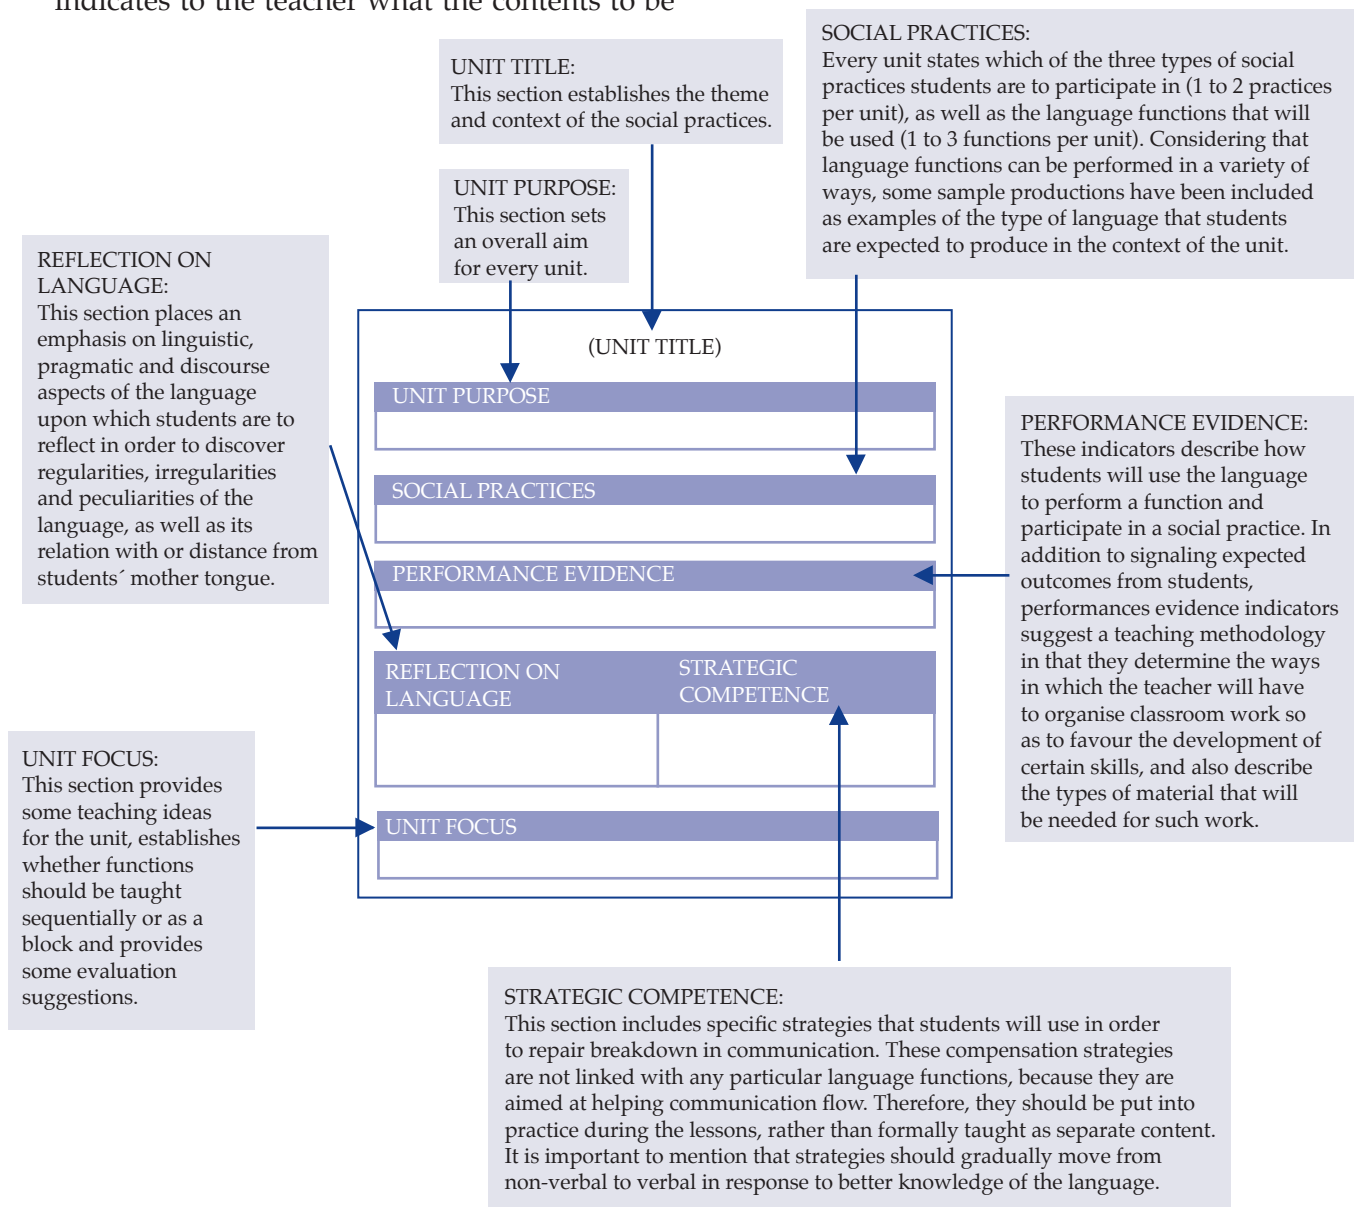 indicates to the teacher what the contents to be
UNIT TITLE:
This section establishes the theme
and context of the social practices.
SOCIAL PRACTICES:
Every unit states which of the three types of social
practices students are to participate in (1 to 2 practices
per unit), as well as the language functions that will
be used (1 to 3 functions per unit). Considering that
language functions can be performed in a variety of
ways, some sample productions have been included
as examples of the type of language that students
are expected to produce in the context of the unit.
UNIT PURPOSE:
This section sets
an overall aim
for every unit.
REFLECTION ON
LANGUAGE:
This section places an
emphasis on linguistic,
pragmatic and discourse
aspects of the language
upon which students are to
reflect in order to discover
regularities, irregularities
and peculiarities of the
language, as well as its
relation with or distance from
students´ mother tongue.
(UNIT TITLE)
UNIT PURPOSE
SOCIAL PRACTICES
PERFORMANCE EVIDENCE
REFLECTION ON
LANGUAGE
STRATEGIC
COMPETENCE
UNIT FOCUS
PERFORMANCE EVIDENCE:
These indicators describe how
students will use the language
to perform a function and
participate in a social practice. In
addition to signaling expected
outcomes from students,
performances evidence indicators
suggest a teaching methodology
in that they determine the ways
in which the teacher will have
to organise classroom work so
as to favour the development of
certain skills, and also describe
the types of material that will
be needed for such work.
UNIT FOCUS:
This section provides
some teaching ideas
for the unit, establishes
whether functions
should be taught
sequentially or as a
block and provides
some evaluation
suggestions.
STRATEGIC COMPETENCE:
This section includes specific strategies that students will use in order
to repair breakdown in communication. These compensation strategies
are not linked with any particular language functions, because they are
aimed at helping communication flow. Therefore, they should be put into
practice during the lessons, rather than formally taught as separate content.
It is important to mention that strategies should gradually move from
non-verbal to verbal in response to better knowledge of the language.